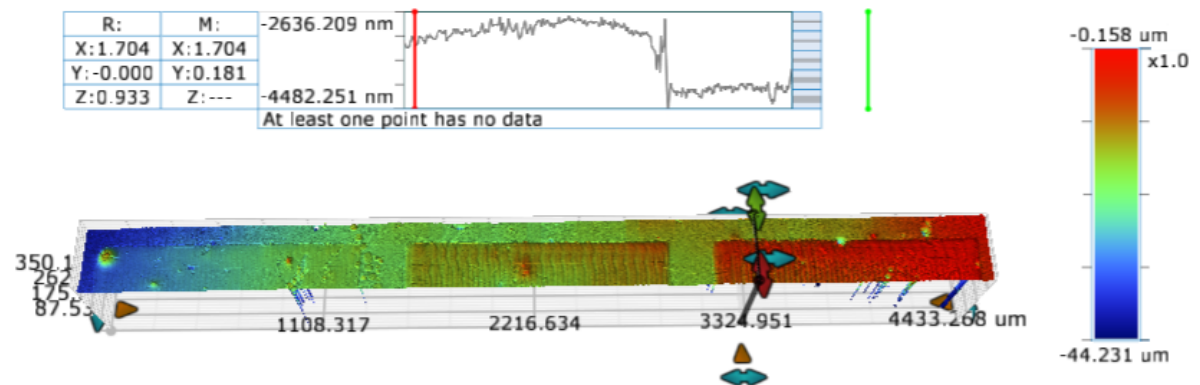 R: M: -2636.209 nm
X:1.704 X:1.704
Y:-0.000 Y:0.181
Z:0.933 Z:--- -4482.251 nm
At least one point has no data
-0.158 um
x1.0
350.1
262.
175.
87.53
1108.317 2216.634 3324.951 4433.268 um
-44.231 um